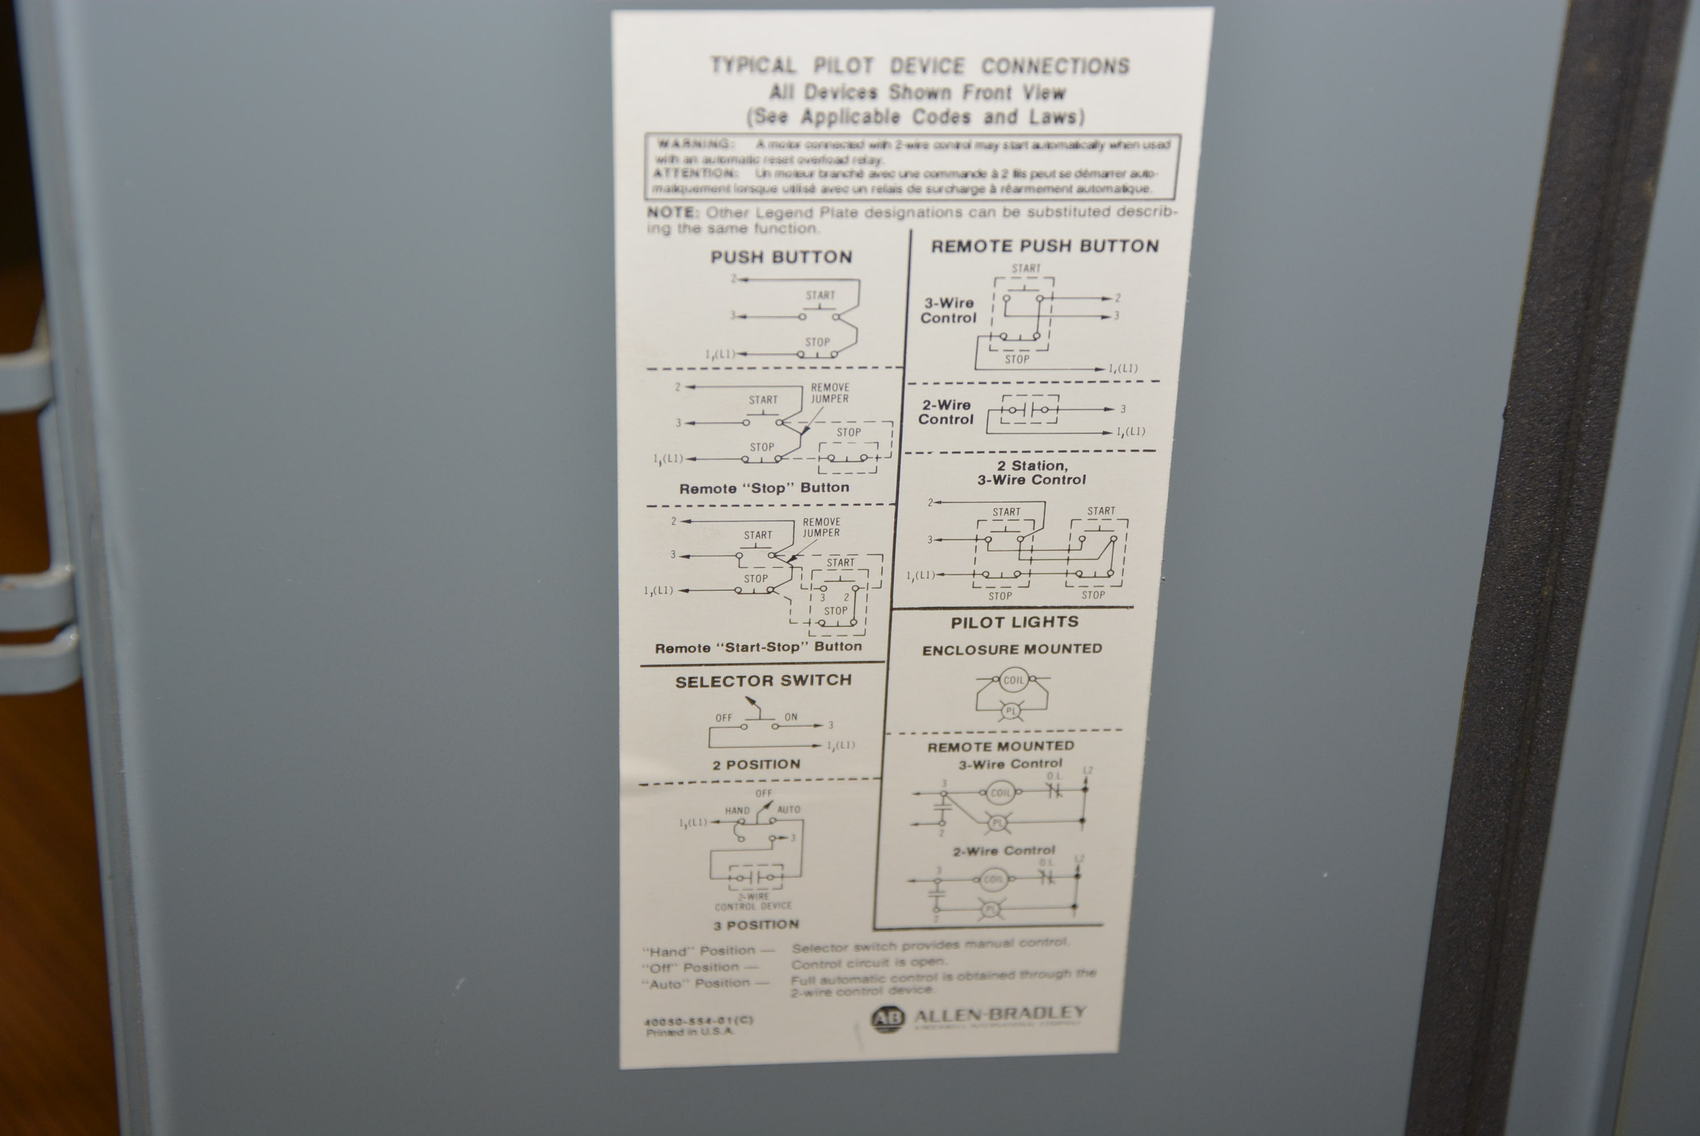 TYPICAL PILOT DEVICE CONNECTIONS
All Devices Shown Front View
(See Applicable Codes and Laws)
WARNING: A motor connected with 2-wire control may start automatically when used
with an automatic reset overload relay.
ATTENTION: Un moteur branché avec une commande à 2 fils peut se démarrer auto-
matiquement lorsque utilisé avec un relais de surcharge à réarmement automatique.
NOTE: Other Legend Plate designations can be substituted describ-
ing the same function.
PUSH BUTTON
2
START
3
STOP
1,(L1)
2
REMOVE
JUMPER
START
3
STOP
STOP
1,(L1)
Remote "Stop" Button
2
REMOVE
JUMPER
START
3
START
STOP
1,(L1)
3 2
STOP
Remote "Start-Stop" Button
SELECTOR SWITCH
OFF ON
3
1,(L1)
2 POSITION
OFF
HAND AUTO
1,(L1)
3
2-WIRE
CONTROL DEVICE
3 POSITION
REMOTE PUSH BUTTON
START
3-Wire
Control
2
3
STOP
1,(L1)
2-Wire
Control
3
1,(L1)
2 Station,
3-Wire Control
2
START START
3
1,(L1)
STOP STOP
PILOT LIGHTS
ENCLOSURE MOUNTED
COIL
PL
REMOTE MOUNTED
3-Wire Control
3 COIL O.L. L2
PL
2
2-Wire Control
3 COIL O.L. L2
PL
2
"Hand" Position — Selector switch provides manual control.
"Off" Position — Control circuit is open.
"Auto" Position — Full automatic control is obtained through the
2-wire control device.
40050-554-01(C)
Printed in U.S.A.
AB ALLEN-BRADLEY